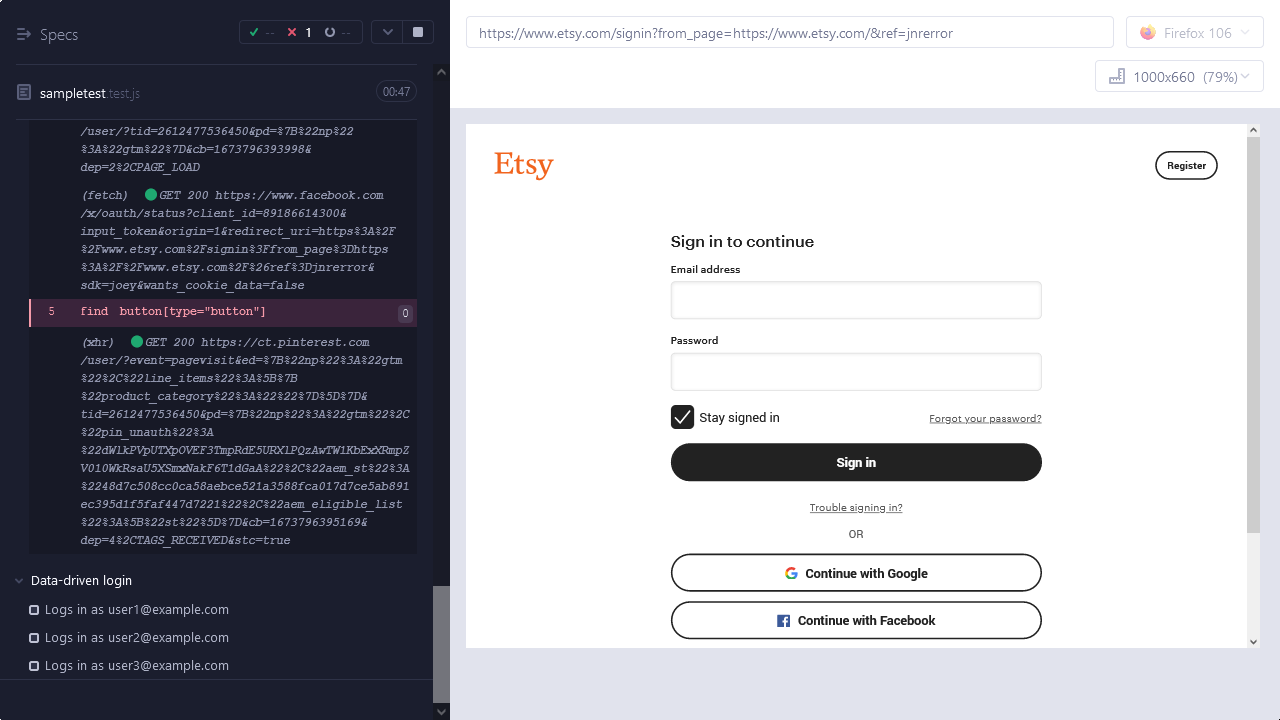 Specs
-- 1 --
sampletest.test.js 00:47
/user/?tid=2612477536450&pd=%7B%22np%22
%3A%22gtm%22%7D&cb=1673796393998&
dep=2%2CPAGE_LOAD
(fetch) GET 200 https://www.facebook.com
/x/oauth/status?client_id=89186614300&
input_token&origin=1&redirect_uri=https%3A%2F
%2Fwww.etsy.com%2Fsignin%3Ffrom_page%3Dhttps
%3A%2F%2Fwww.etsy.com%2F%26ref%3Djnrerror&
sdk=joey&wants_cookie_data=false
5 find button[type="button"] 0
(xhr) GET 200 https://ct.pinterest.com
/user/?event=pagevisit&ed=%7B%22np%22%3A%22gtm
%22%2C%22line_items%22%3A%5B%7B
%22product_category%22%3A%22%22%7D%5D%7D&
tid=2612477536450&pd=%7B%22np%22%3A%22gtm%22%2C
%22pin_unauth%22%3A
%22dWlkPVpUTXpOVEF3TmpRdE5URXlPQzAwTW1KbExXRmpZ
V010WkRsaU5XSmxNakF6T1dGaA%22%2C%22aem_st%22%3A
%2248d7c508cc0ca58aebce521a3588fca017d7ce5ab891
ec395d1f5faf447d7221%22%2C%22aem_eligible_list
%22%3A%5B%22st%22%5D%7D&cb=1673796395169&
dep=4%2CTAGS_RECEIVED&stc=true
Data-driven login
Logs in as user1@example.com
Logs in as user2@example.com
Logs in as user3@example.com
https://www.etsy.com/signin?from_page=https://www.etsy.com/&ref=jnrerror
Firefox 106
1000x660 (79%)
Etsy
Register
Sign in to continue
Email address
Password
Stay signed in Forgot your password?
Sign in
Trouble signing in?
OR
Continue with Google
Continue with Facebook